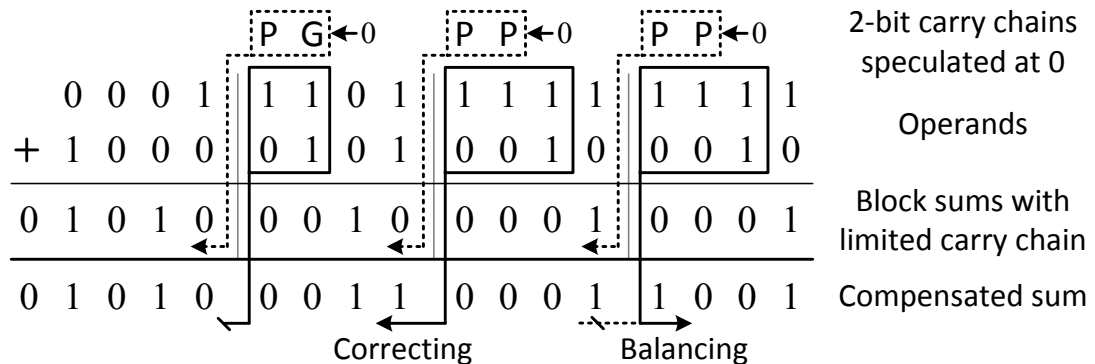 P G 0 P P 0 P P 0 2-bit carry chains
speculated at 0
0 0 0 1 1 1 0 1 1 1 1 1 1 1 1 1
Operands
+ 1 0 0 0 0 1 0 1 0 0 1 0 0 0 1 0
0 1 0 1 0 0 0 1 0 0 0 0 1 0 0 0 1 Block sums with
limited carry chain
0 1 0 1 0 0 0 1 1 0 0 0 1 1 0 0 1 Compensated sum
Correcting Balancing